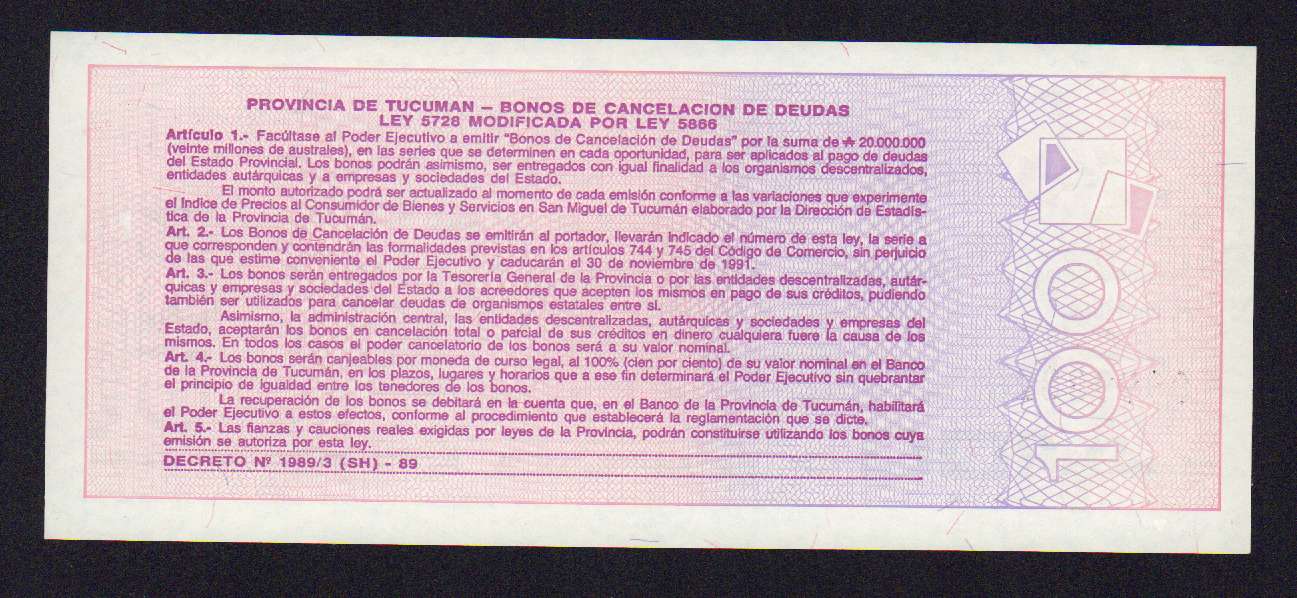 PROVINCIA DE TUCUMAN – BONOS DE CANCELACION DE DEUDAS
LEY 5728 MODIFICADA POR LEY 5866
Artículo 1.- Facúltase al Poder Ejecutivo a emitir "Bonos de Cancelación de Deudas" por la suma de ₳ 20.000.000
(veinte millones de australes), en las series que se determinen en cada oportunidad, para ser aplicados al pago de deudas
del Estado Provincial. Los bonos podrán asimismo, ser entregados con igual finalidad a los organismos descentralizados,
entidades autárquicas y a empresas y sociedades del Estado.
El monto autorizado podrá ser actualizado al momento de cada emisión conforme a las variaciones que experimente
el Indice de Precios al Consumidor de Bienes y Servicios en San Miguel de Tucumán elaborado por la Dirección de Estadís-
tica de la Provincia de Tucumán.
Art. 2.- Los Bonos de Cancelación de Deudas se emitirán al portador, llevarán indicado el número de esta ley, la serie a
que corresponden y contendrán las formalidades previstas en los artículos 744 y 745 del Código de Comercio, sin perjuicio
de las que estime conveniente el Poder Ejecutivo y caducarán el 30 de noviembre de 1991.
Art. 3.- Los bonos serán entregados por la Tesorería General de la Provincia o por las entidades descentralizadas, autár-
quicas y empresas y sociedades del Estado a los acreedores que acepten los mismos en pago de sus créditos, pudiendo
también ser utilizados para cancelar deudas de organismos estatales entre sí.
Asimismo, la administración central, las entidades descentralizadas, autárquicas y sociedades y empresas del
Estado, aceptarán los bonos en cancelación total o parcial de sus créditos en dinero cualquiera fuere la causa de los
mismos. En todos los casos el poder cancelatorio de los bonos será a su valor nominal.
Art. 4.- Los bonos serán canjeables por moneda de curso legal, al 100% (cien por ciento) de su valor nominal en el Banco
de la Provincia de Tucumán, en los plazos, lugares y horarios que a ese fin determinará el Poder Ejecutivo sin quebrantar
el principio de igualdad entre los tenedores de los bonos.
La recuperación de los bonos se debitará en la cuenta que, en el Banco de la Provincia de Tucumán, habilitará
el Poder Ejecutivo a estos efectos, conforme al procedimiento que establecerá la reglamentación que se dicte.
Art. 5.- Las fianzas y cauciones reales exigidas por leyes de la Provincia, podrán constituirse utilizando los bonos cuya
emisión se autoriza por esta ley.
DECRETO Nº 1989/3 (SH) - 89
100